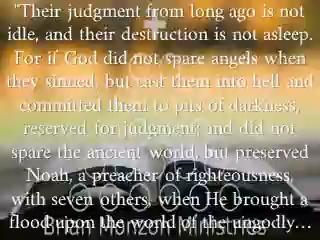 "Their judgment from long ago is not
idle, and their destruction is not asleep.
For if God did not spare angels when
they sinned, but cast them into hell and
committed them to pits of darkness,
reserved for judgment; and did not
spare the ancient world, but preserved
Noah, a preacher of righteousness,
with seven others, when He brought a
flood upon the world of the ungodly…
Brian Monzon Ministries